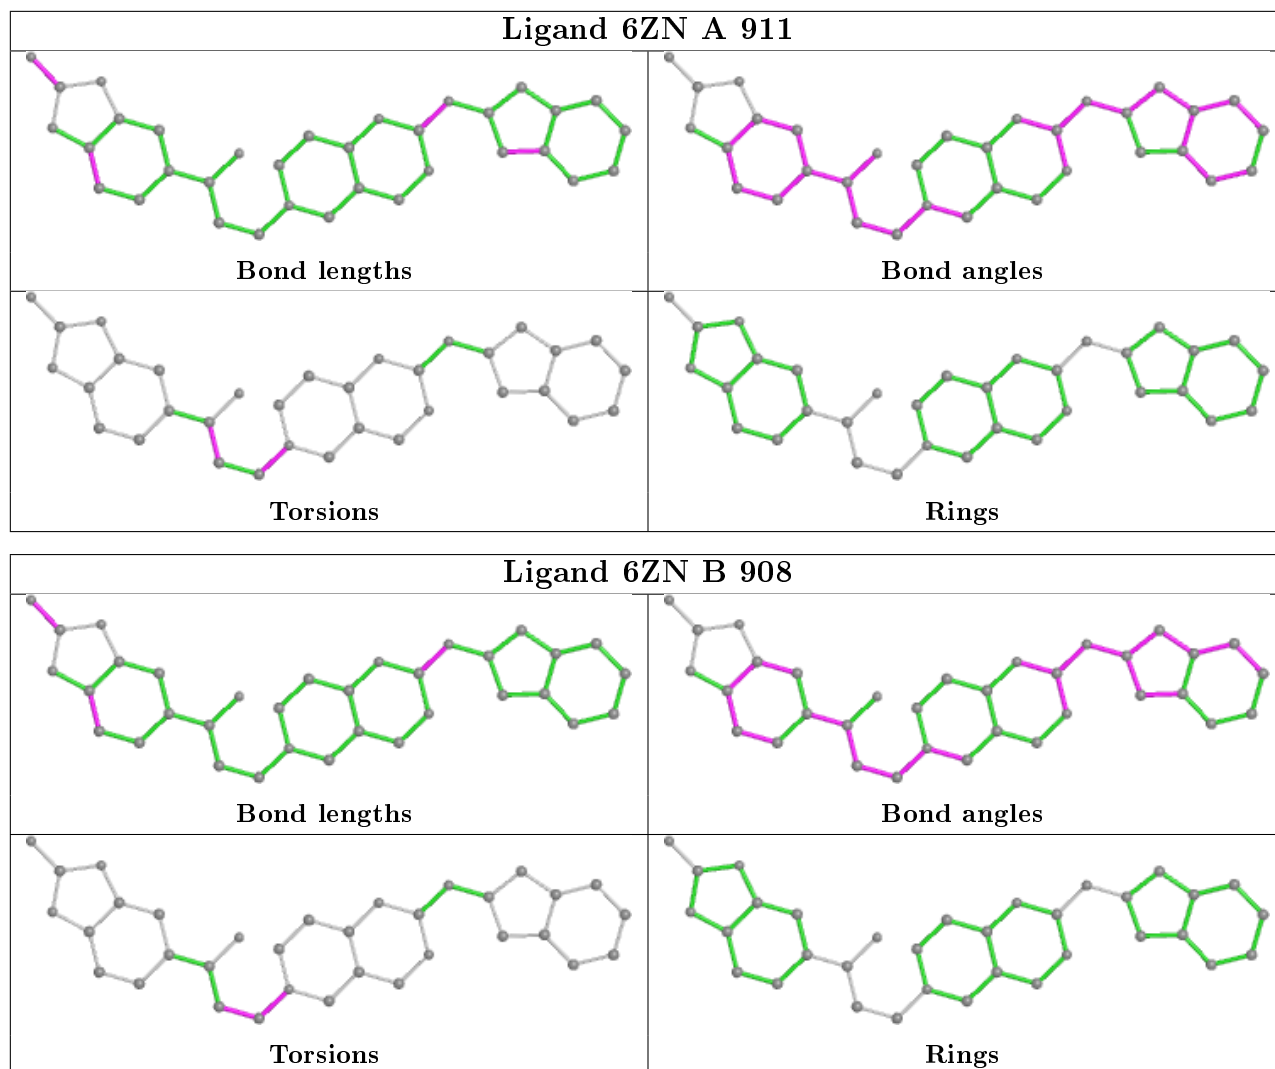 Ligand 6ZN A 911
Bond lengths
Bond angles
Torsions
Rings
Ligand 6ZN B 908
Bond lengths
Bond angles
Torsions
Rings